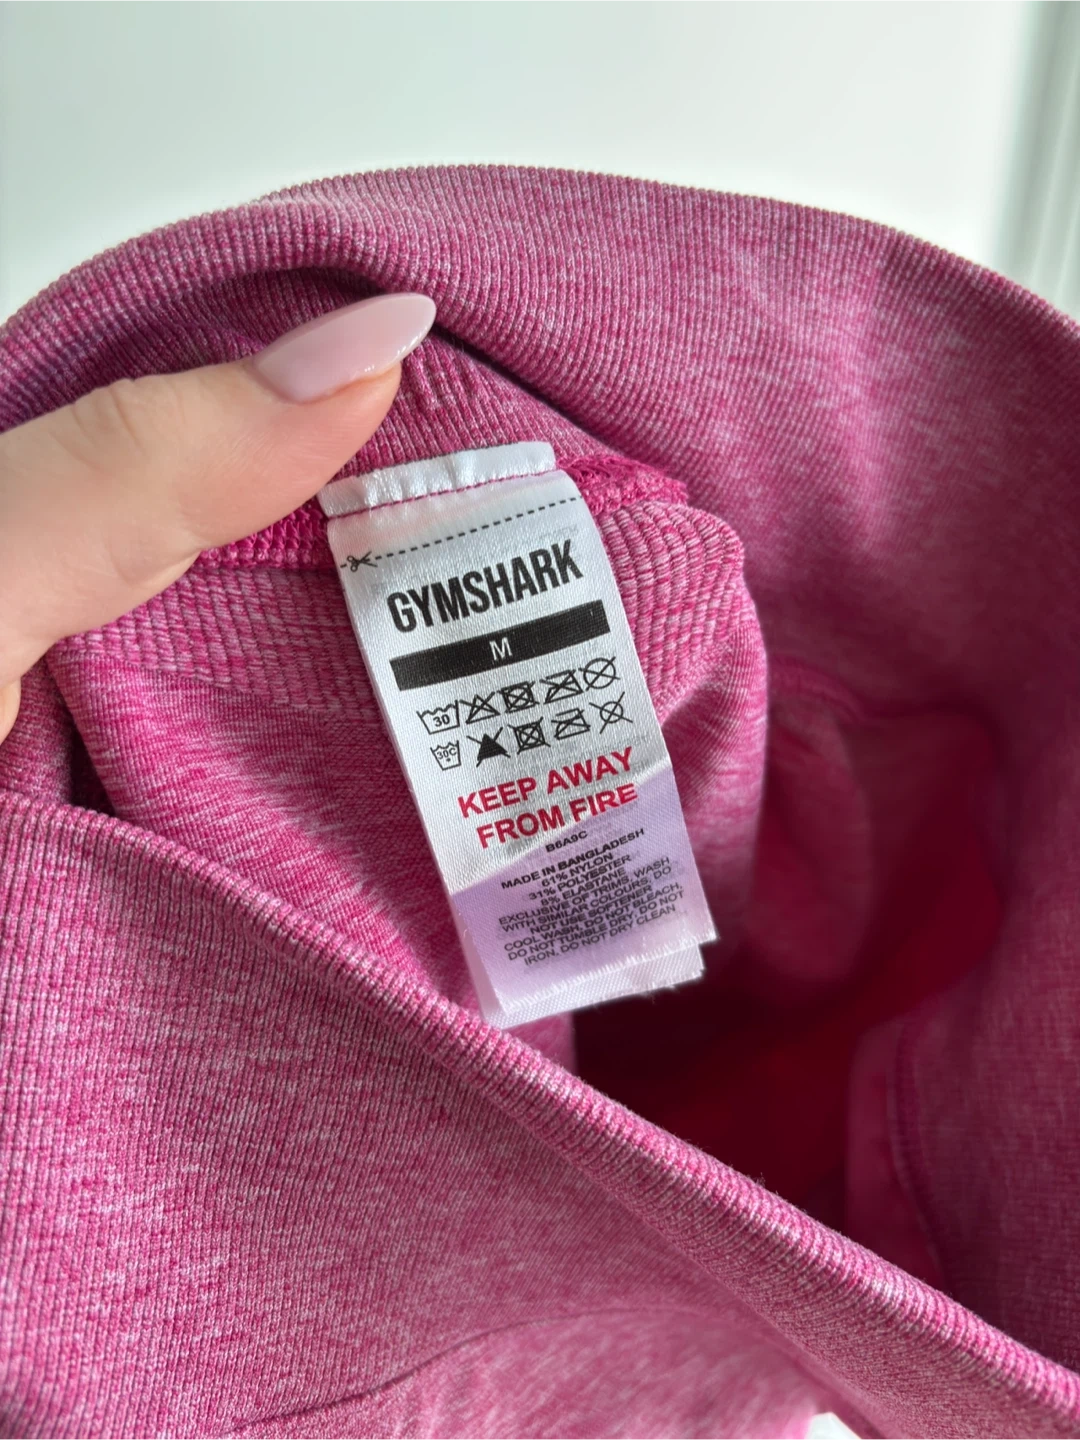 GYMSHARK
M
30
30C
KEEP AWAY
FROM FIRE
B6A9C
MADE IN BANGLADESH
61% NYLON
31% POLYESTER
8% ELASTANE
EXCLUSIVE OF TRIMS, WASH
WITH SIMILAR COLOURS, DO
NOT USE SOFTENER
COOL WASH, DO NOT BLEACH,
DO NOT TUMBLE DRY, DO NOT
IRON, DO NOT DRY CLEAN